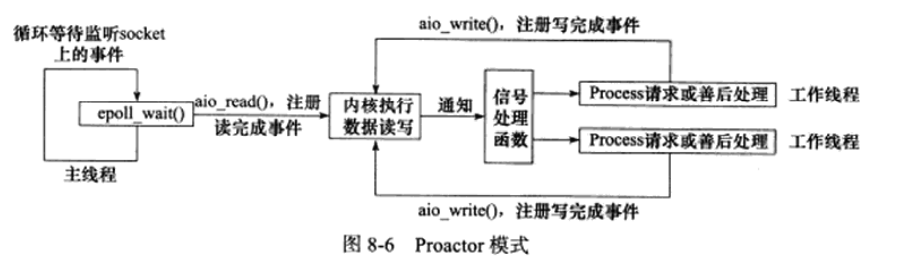 aio_write(),注册写完成事件
循环等待监听socket
上的事件
epoll_wait()
aio_read(),注册
读完成事件
主线程
内核执行
数据读写
通知
信号
处理
函数
Process请求或善后处理
工作线程
Process请求或善后处理
工作线程
aio_write(),注册写完成事件
图 8-6 Proactor 模式